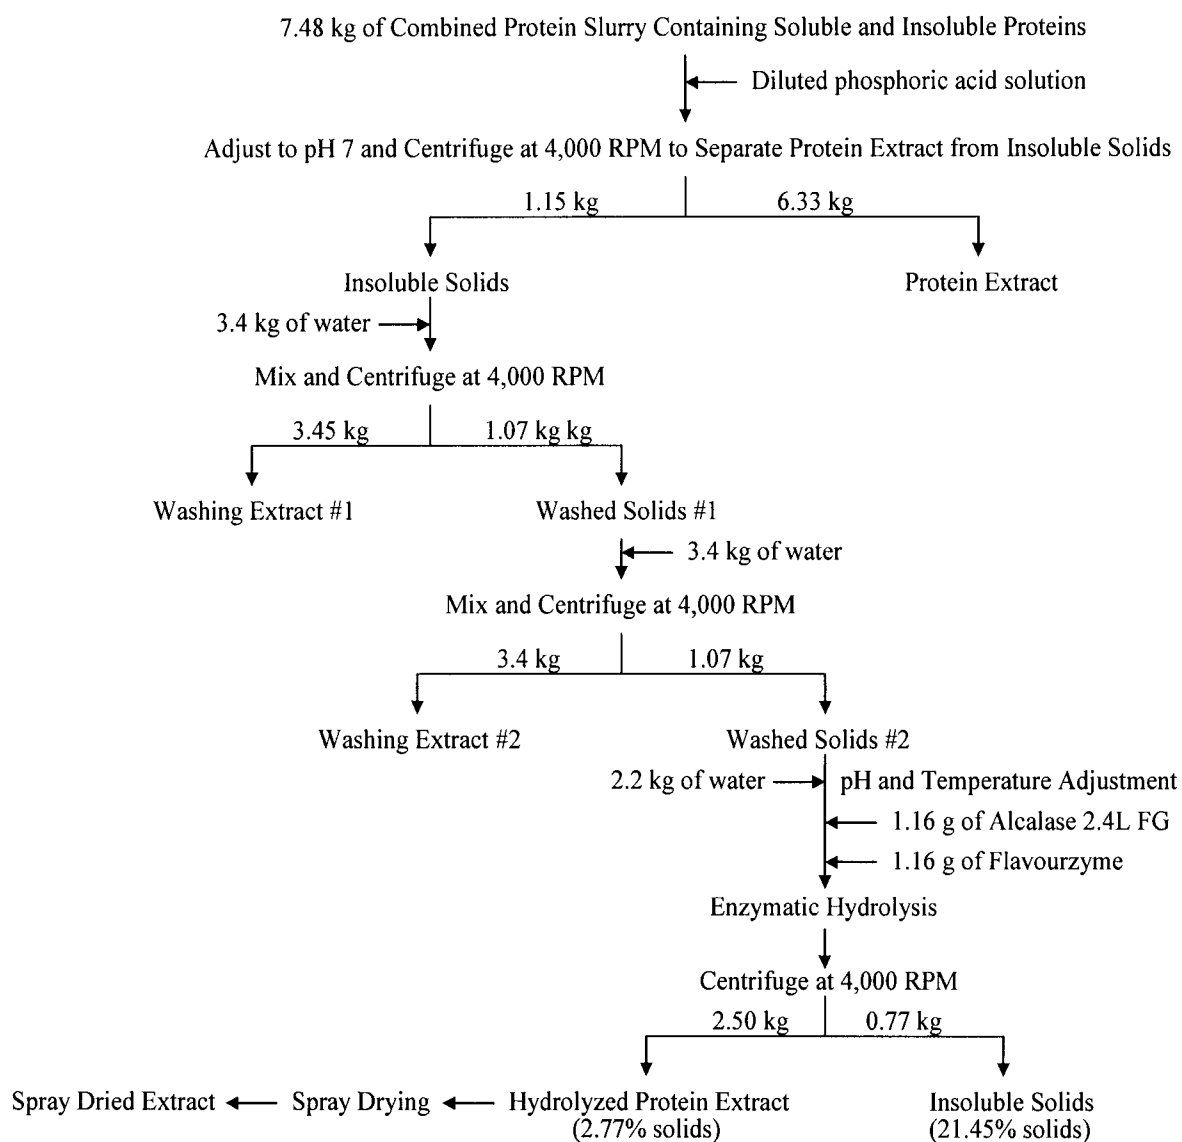 7.48 kg of Combined Protein Slurry Containing Soluble and Insoluble Proteins
Diluted phosphoric acid solution
Adjust to pH 7 and Centrifuge at 4,000 RPM to Separate Protein Extract from Insoluble Solids
1.15 kg
6.33 kg
Insoluble Solids
Protein Extract
3.4 kg of water
Mix and Centrifuge at 4,000 RPM
3.45 kg
1.07 kg kg
Washing Extract #1
Washed Solids #1
3.4 kg of water
Mix and Centrifuge at 4,000 RPM
3.4 kg
1.07 kg
Washing Extract #2
Washed Solids #2
2.2 kg of water
pH and Temperature Adjustment
1.16 g of Alcalase 2.4L FG
1.16 g of Flavourzyme
Enzymatic Hydrolysis
Centrifuge at 4,000 RPM
2.50 kg
0.77 kg
Spray Dried Extract
Spray Drying
Hydrolyzed Protein Extract
(2.77% solids)
Insoluble Solids
(21.45% solids)